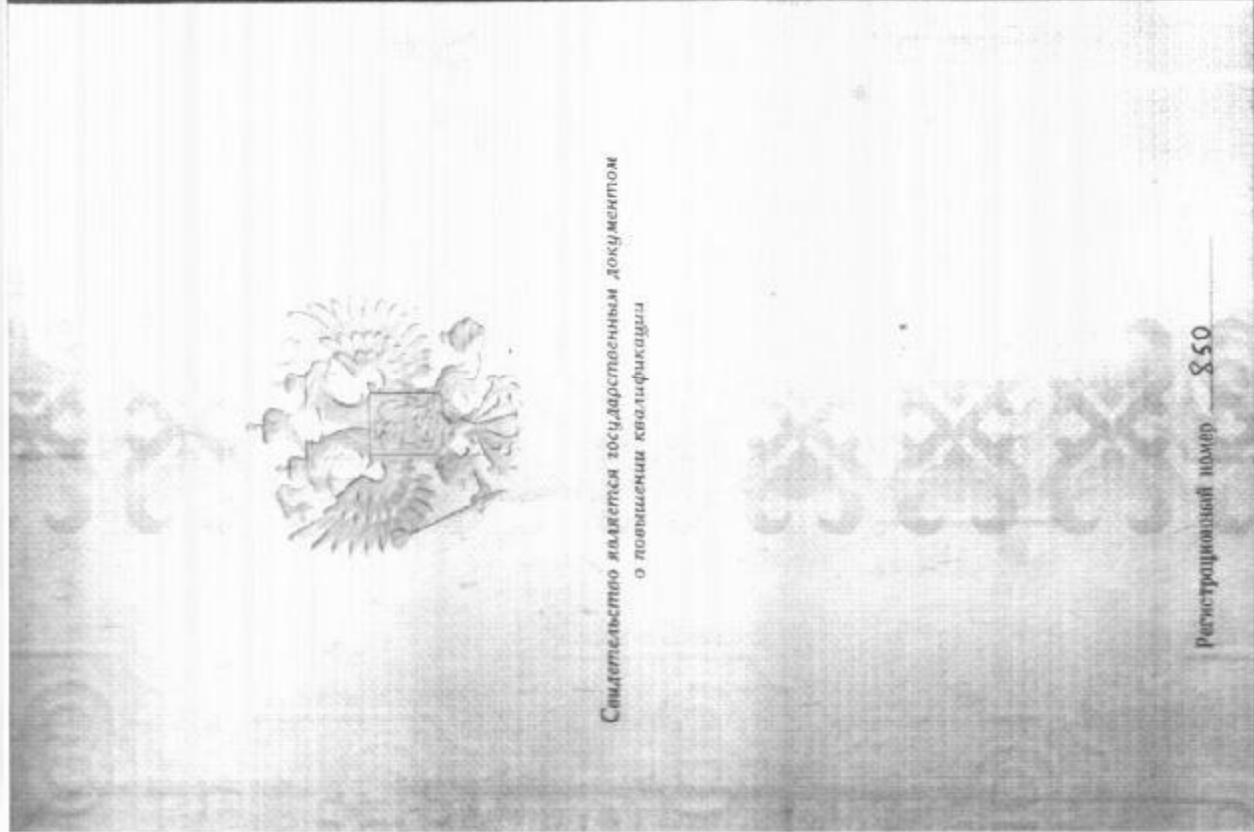 Свидетельство является государственным документом
о повышении квалификации
Регистрационный номер 850